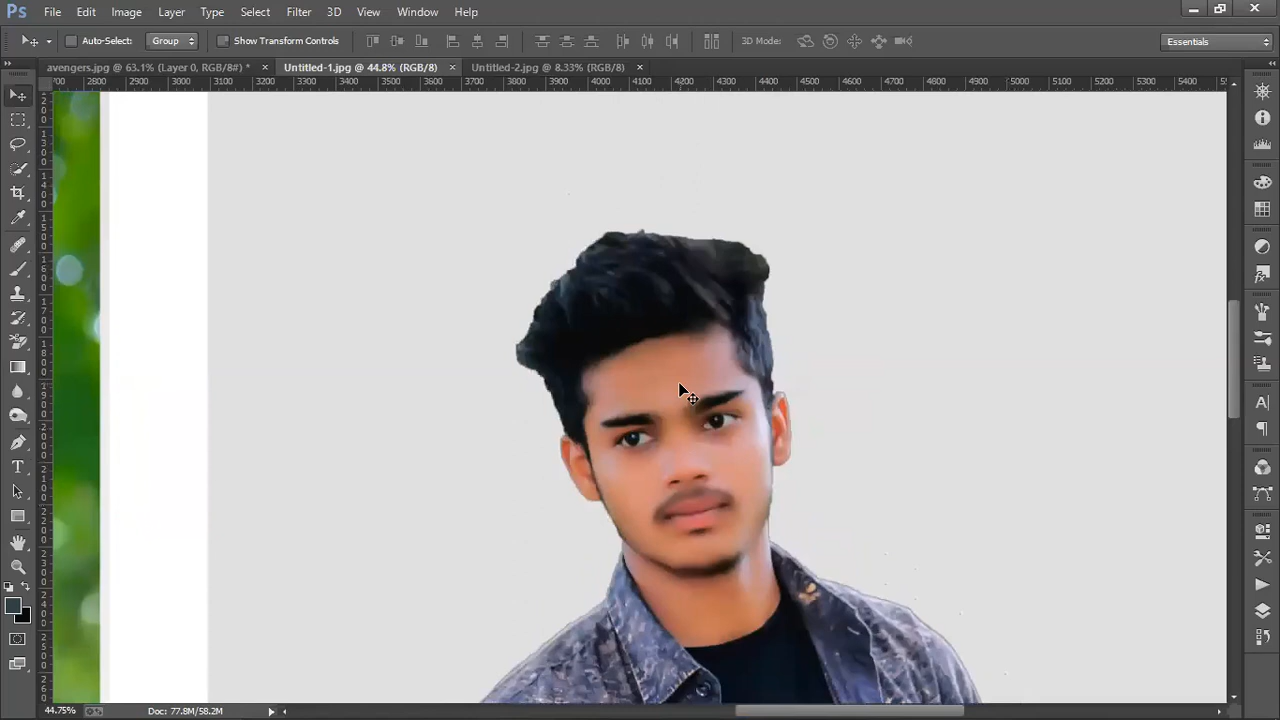 Ps File Edit Image Layer Type Select Filter 3D View Window Help
Auto-Select: Group Show Transform Controls 3D Mode: Essentials
avengers.jpg @ 63.1% (Layer 0, RGB/8#) * × Untitled-1.jpg @ 44.8% (RGB/8) × Untitled-2.jpg @ 8.33% (RGB/8) ×
2800 2900 3000 3100 3200 3300 3400 3500 3600 3700 3800 3900 4000 4100 4200 4300 4400 4500 4600 4700 4800 4900 5000 5100 5200 5300 5400
44.75% Doc: 77.8M/58.2M